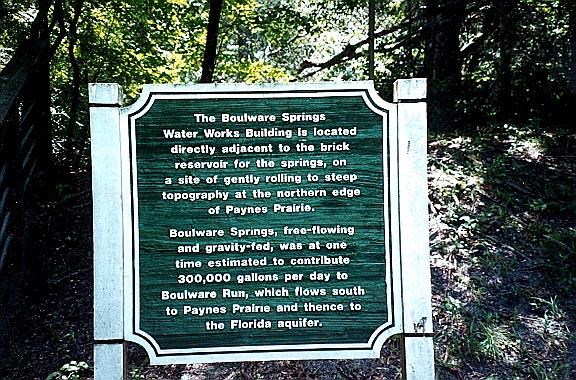 The Boulware Springs
Water Works Building is located
directly adjacent to the brick
reservoir for the springs, on
a site of gently rolling to steep
topography at the northern edge
of Paynes Prairie.
Boulware Springs, free-flowing
and gravity-fed, was at one
time estimated to contribute
300,000 gallons per day to
Boulware Run, which flows south
to Paynes Prairie and thence to
the Florida aquifer.